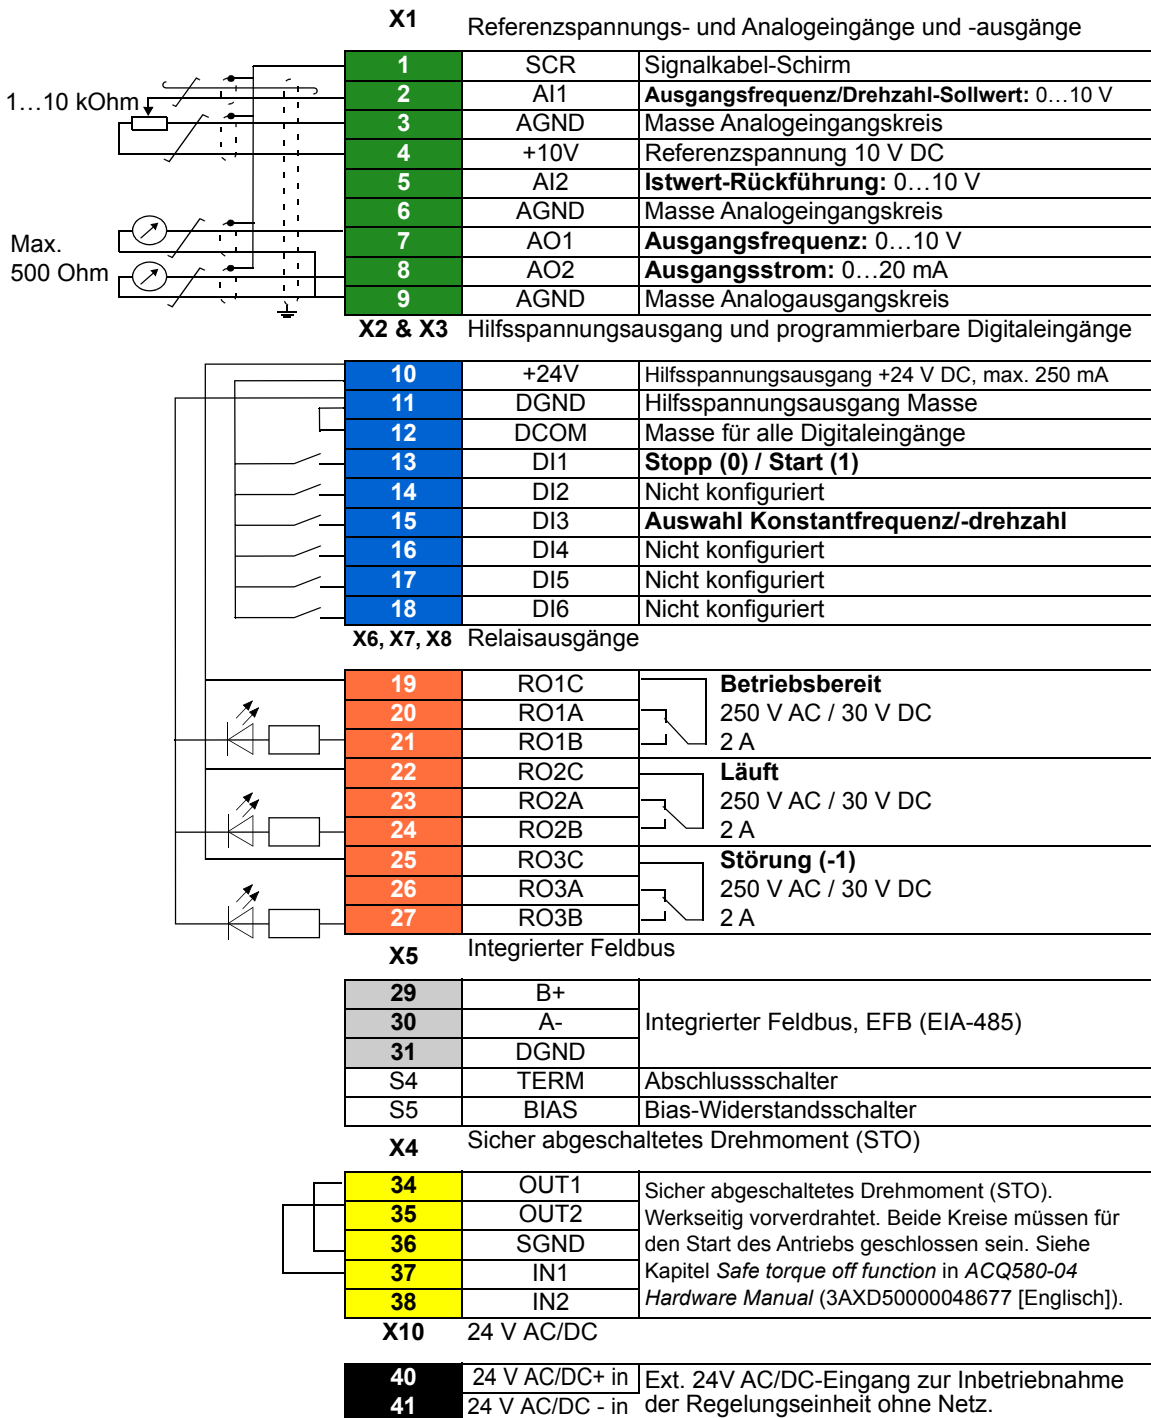 X1 Referenzspannungs- und Analogeingänge und -ausgänge
1 SCR Signalkabel-Schirm
1…10 kOhm 2 AI1 Ausgangsfrequenz/Drehzahl-Sollwert: 0…10 V
3 AGND Masse Analogeingangskreis
4 +10V Referenzspannung 10 V DC
5 AI2 Istwert-Rückführung: 0…10 V
6 AGND Masse Analogeingangskreis
Max. 7 AO1 Ausgangsfrequenz: 0…10 V
500 Ohm 8 AO2 Ausgangsstrom: 0…20 mA
9 AGND Masse Analogausgangskreis
X2 & X3 Hilfsspannungsausgang und programmierbare Digitaleingänge
10 +24V Hilfsspannungsausgang +24 V DC, max. 250 mA
11 DGND Hilfsspannungsausgang Masse
12 DCOM Masse für alle Digitaleingänge
13 DI1 Stopp (0) / Start (1)
14 DI2 Nicht konfiguriert
15 DI3 Auswahl Konstantfrequenz/-drehzahl
16 DI4 Nicht konfiguriert
17 DI5 Nicht konfiguriert
18 DI6 Nicht konfiguriert
X6, X7, X8 Relaisausgänge
19 RO1C Betriebsbereit
20 RO1A 250 V AC / 30 V DC
21 RO1B 2 A
22 RO2C Läuft
23 RO2A 250 V AC / 30 V DC
24 RO2B 2 A
25 RO3C Störung (-1)
26 RO3A 250 V AC / 30 V DC
27 RO3B 2 A
X5 Integrierter Feldbus
29 B+
30 A- Integrierter Feldbus, EFB (EIA-485)
31 DGND
S4 TERM Abschlussschalter
S5 BIAS Bias-Widerstandsschalter
X4 Sicher abgeschaltetes Drehmoment (STO)
34 OUT1 Sicher abgeschaltetes Drehmoment (STO).
35 OUT2 Werkseitig vorverdrahtet. Beide Kreise müssen für
36 SGND den Start des Antriebs geschlossen sein. Siehe
37 IN1 Kapitel Safe torque off function in ACQ580-04
38 IN2 Hardware Manual (3AXD50000048677 [Englisch]).
X10 24 V AC/DC
40 24 V AC/DC+ in Ext. 24V AC/DC-Eingang zur Inbetriebnahme
41 24 V AC/DC - in der Regelungseinheit ohne Netz.